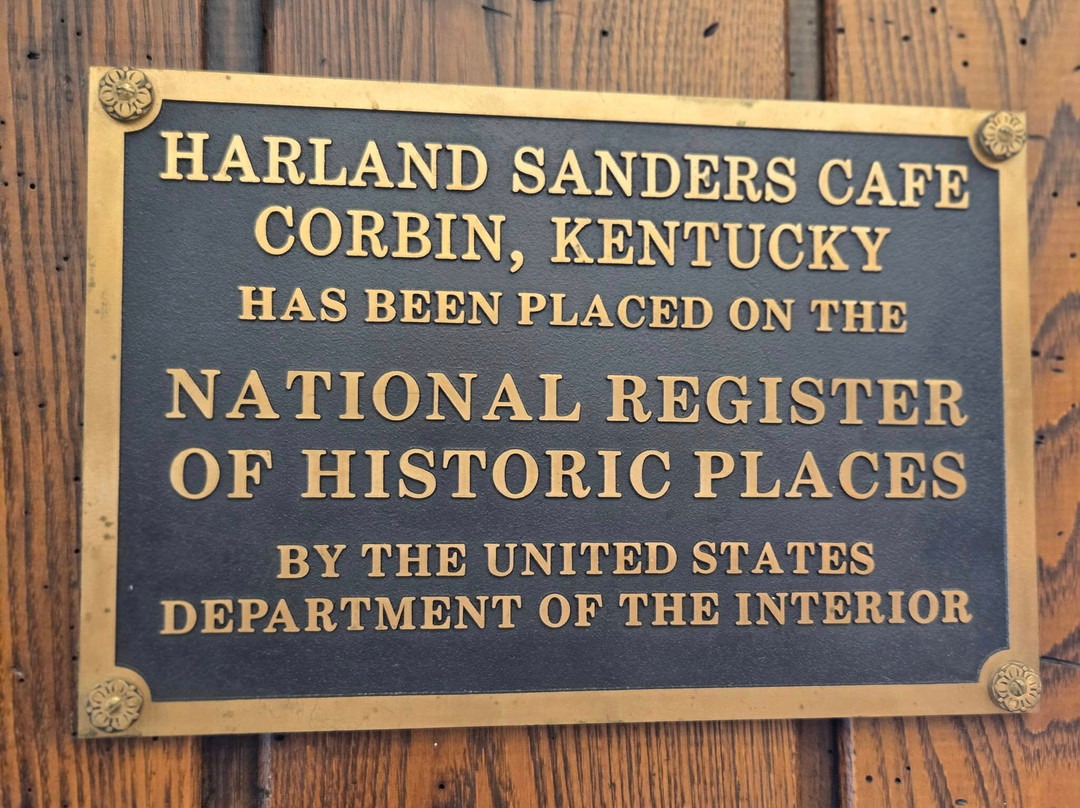 HARLAND SANDERS CAFE
CORBIN, KENTUCKY
HAS BEEN PLACED ON THE
NATIONAL REGISTER
OF HISTORIC PLACES
BY THE UNITED STATES
DEPARTMENT OF THE INTERIOR